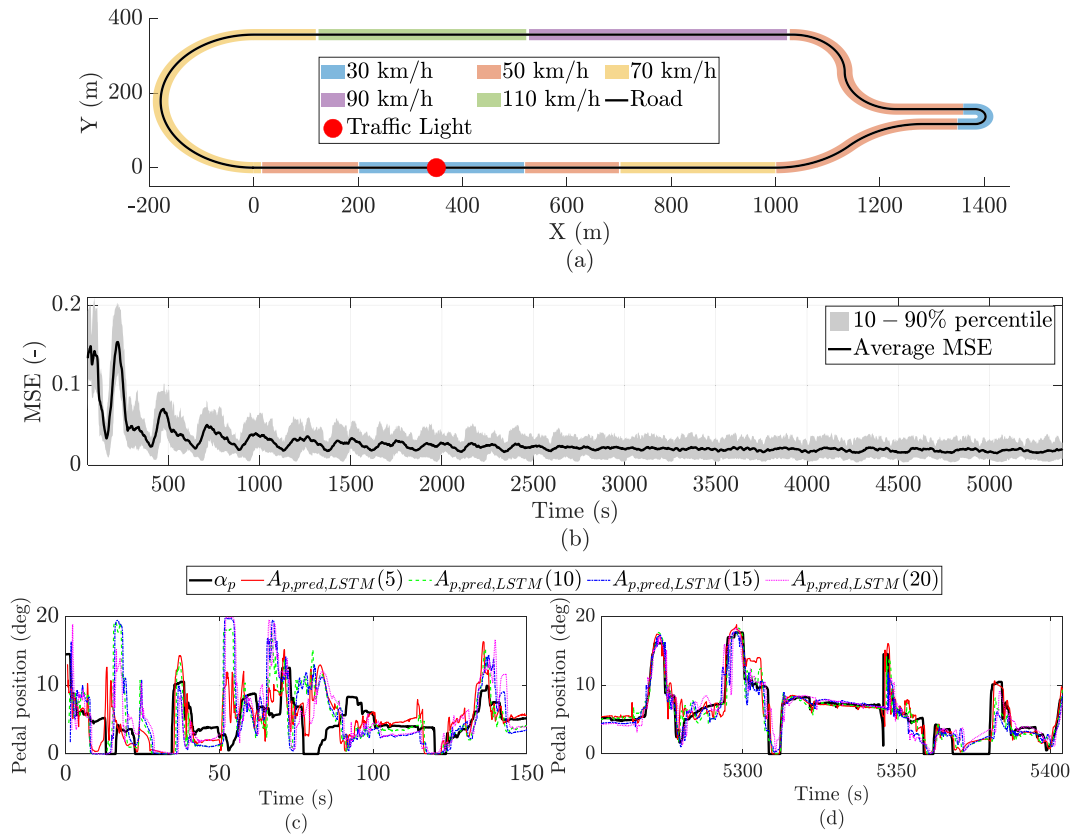 400
200
0
Y (m)
30 km/h 50 km/h 70 km/h
90 km/h 110 km/h Road
Traffic Light
-200 0 200 400 600 800 1000 1200 1400
X (m)
(a)
0.2
0.1
0
MSE (-)
10 − 90% percentile
Average MSE
500 1000 1500 2000 2500 3000 3500 4000 4500 5000
Time (s)
(b)
α_p A_{p,pred,LSTM}(5) A_{p,pred,LSTM}(10) A_{p,pred,LSTM}(15) A_{p,pred,LSTM}(20)
20
10
0
Pedal position (deg)
0 50 100 150
Time (s)
(c)
20
10
0
Pedal position (deg)
5300 5350 5400
Time (s)
(d)